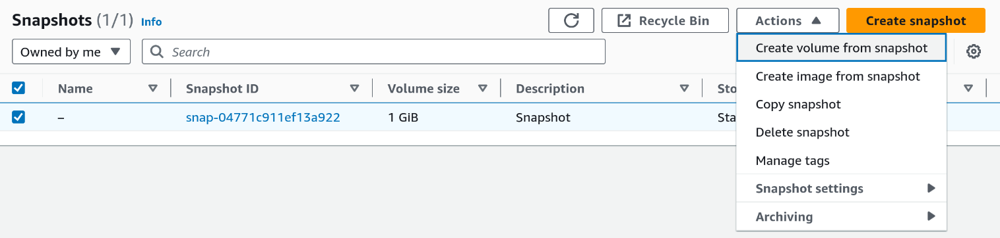 Snapshots (1/1) Info
Recycle Bin
Actions
Create snapshot
Owned by me
Search
Create volume from snapshot
Create image from snapshot
Copy snapshot
Delete snapshot
Manage tags
Snapshot settings
Archiving
Name Snapshot ID Volume size Description Sto
– snap-04771c911ef13a922 1 GiB Snapshot Sta